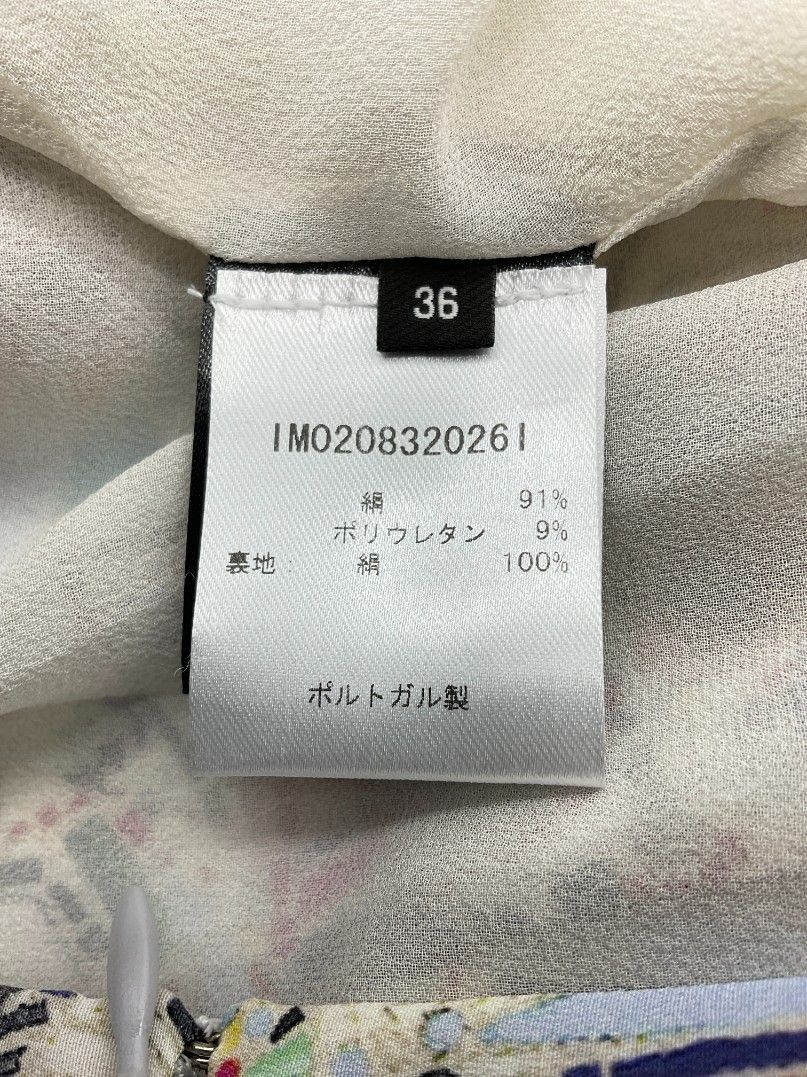 36
IM020832026I
絹 91%
ポリウレタン 9%
裏地： 絹 100%
ポルトガル製